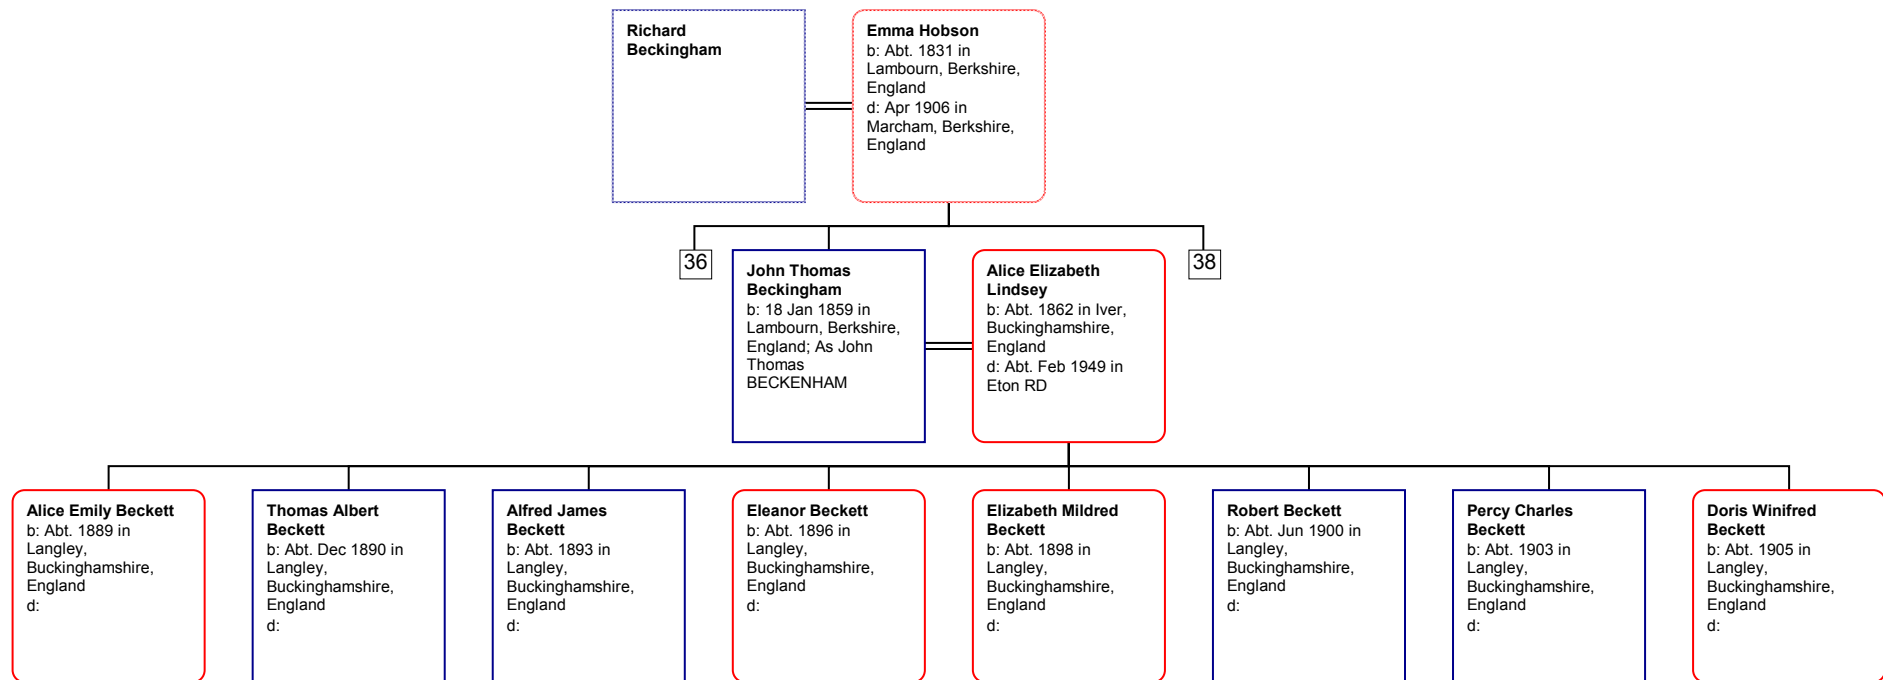 Richard
Beckingham
Emma Hobson
b: Abt. 1831 in
Lambourn, Berkshire,
England
d: Apr 1906 in
Marcham, Berkshire,
England
36
John Thomas
Beckingham
b: 18 Jan 1859 in
Lambourn, Berkshire,
England; As John
Thomas
BECKENHAM
Alice Elizabeth
Lindsey
b: Abt. 1862 in Iver,
Buckinghamshire,
England
d: Abt. Feb 1949 in
Eton RD
38
Alice Emily Beckett
b: Abt. 1889 in
Langley,
Buckinghamshire,
England
d:
Thomas Albert
Beckett
b: Abt. Dec 1890 in
Langley,
Buckinghamshire,
England
d:
Alfred James
Beckett
b: Abt. 1893 in
Langley,
Buckinghamshire,
England
d:
Eleanor Beckett
b: Abt. 1896 in
Langley,
Buckinghamshire,
England
d:
Elizabeth Mildred
Beckett
b: Abt. 1898 in
Langley,
Buckinghamshire,
England
d:
Robert Beckett
b: Abt. Jun 1900 in
Langley,
Buckinghamshire,
England
d:
Percy Charles
Beckett
b: Abt. 1903 in
Langley,
Buckinghamshire,
England
d:
Doris Winifred
Beckett
b: Abt. 1905 in
Langley,
Buckinghamshire,
England
d: